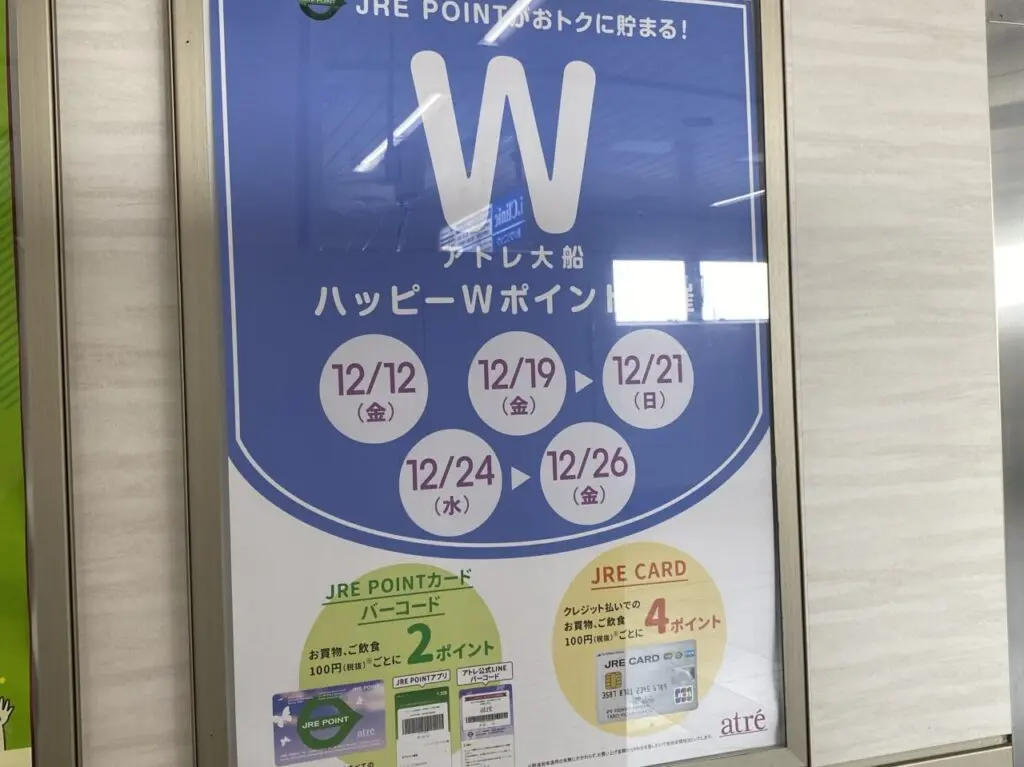 JRE POINTがおトクに貯まる!
W
アトレ大船
ハッピーWポイント
12/12
(金)
12/19
(金)
12/21
(日)
12/24
(水)
12/26
(金)
JRE POINTカード
バーコード
お買物、ご飲食
100円(税抜)※ごとに 2ポイント
JRE POINTアプリ
アトレ公式LINE
バーコード
JRE POINT
atré
JRE CARD
クレジット払いでの
お買物、ご飲食
100円(税抜)※ごとに 4ポイント
JRE CARD
JCB
atré
i.Clinic